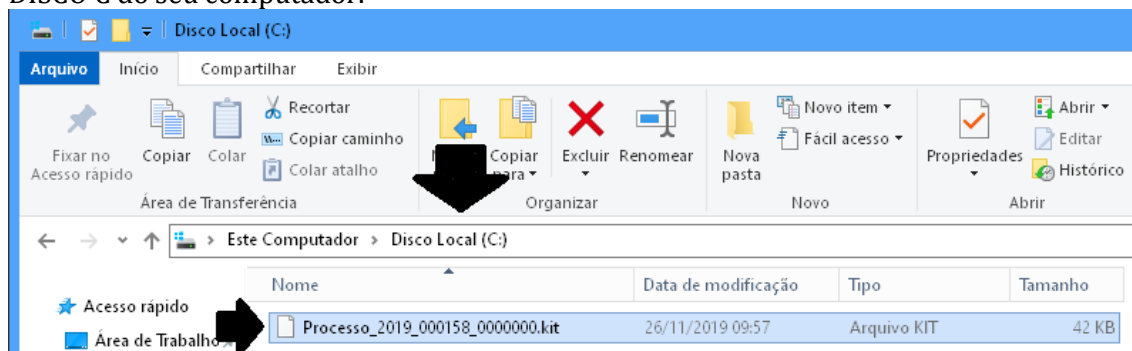 DISCO C do seu computador.
Disco Local (C:)
Arquivo Início Compartilhar Exibir
Fixar no
Acesso rápido
Copiar
Colar
Recortar
Copiar caminho
Colar atalho
Copiar
para
Excluir
Renomear
Nova
pasta
Novo item
Fácil acesso
Propriedades
Abrir
Editar
Histórico
Área de Transferência Organizar Novo Abrir
Este Computador > Disco Local (C:)
Nome Data de modificação Tipo Tamanho
Acesso rápido
Processo_2019_000158_0000000.kit 26/11/2019 09:57 Arquivo KIT 42 KB
Área de Trabalho